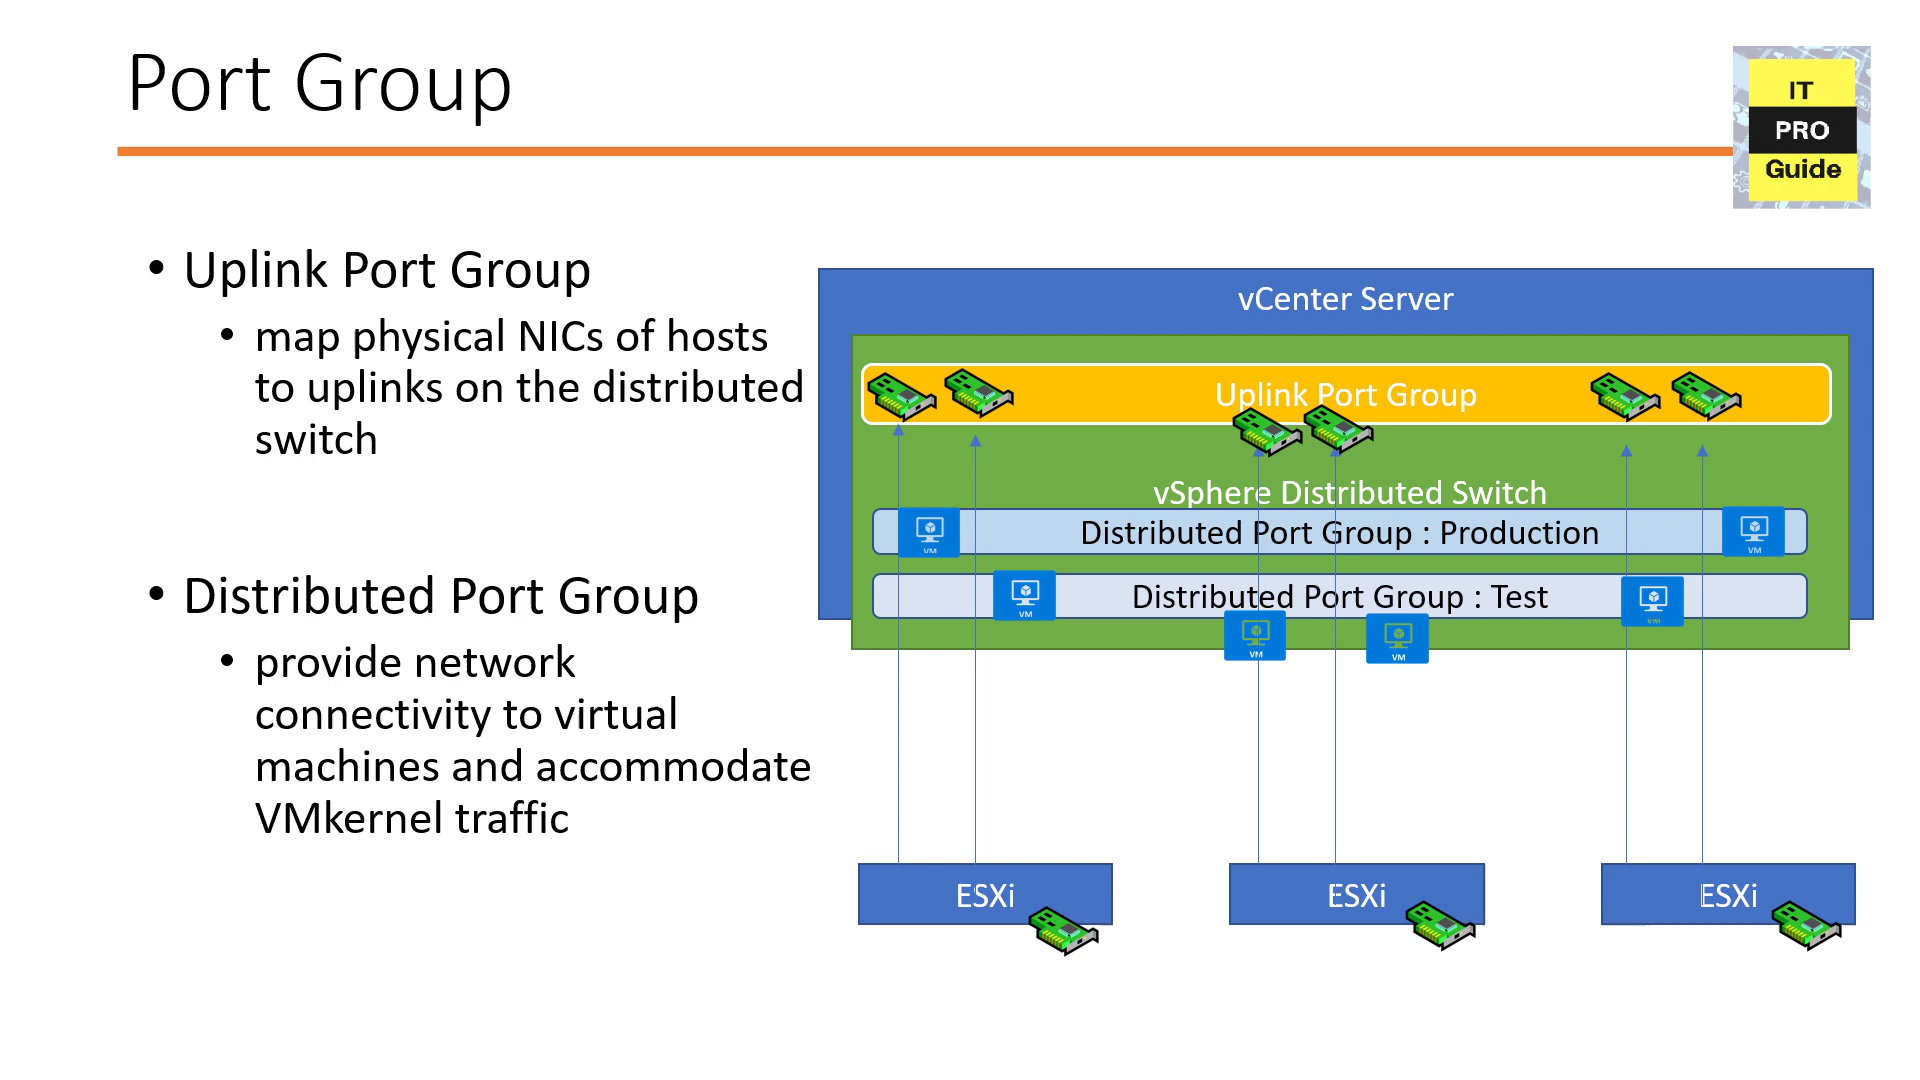 Port Group
IT
PRO
Guide
• Uplink Port Group
• map physical NICs of hosts
to uplinks on the distributed
switch
• Distributed Port Group
• provide network
connectivity to virtual
machines and accommodate
VMkernel traffic
vCenter Server
Uplink Port Group
vSphere Distributed Switch
VM
Distributed Port Group : Production
VM
VM
Distributed Port Group : Test
VM
VM
VM
ESXi
ESXi
ESXi